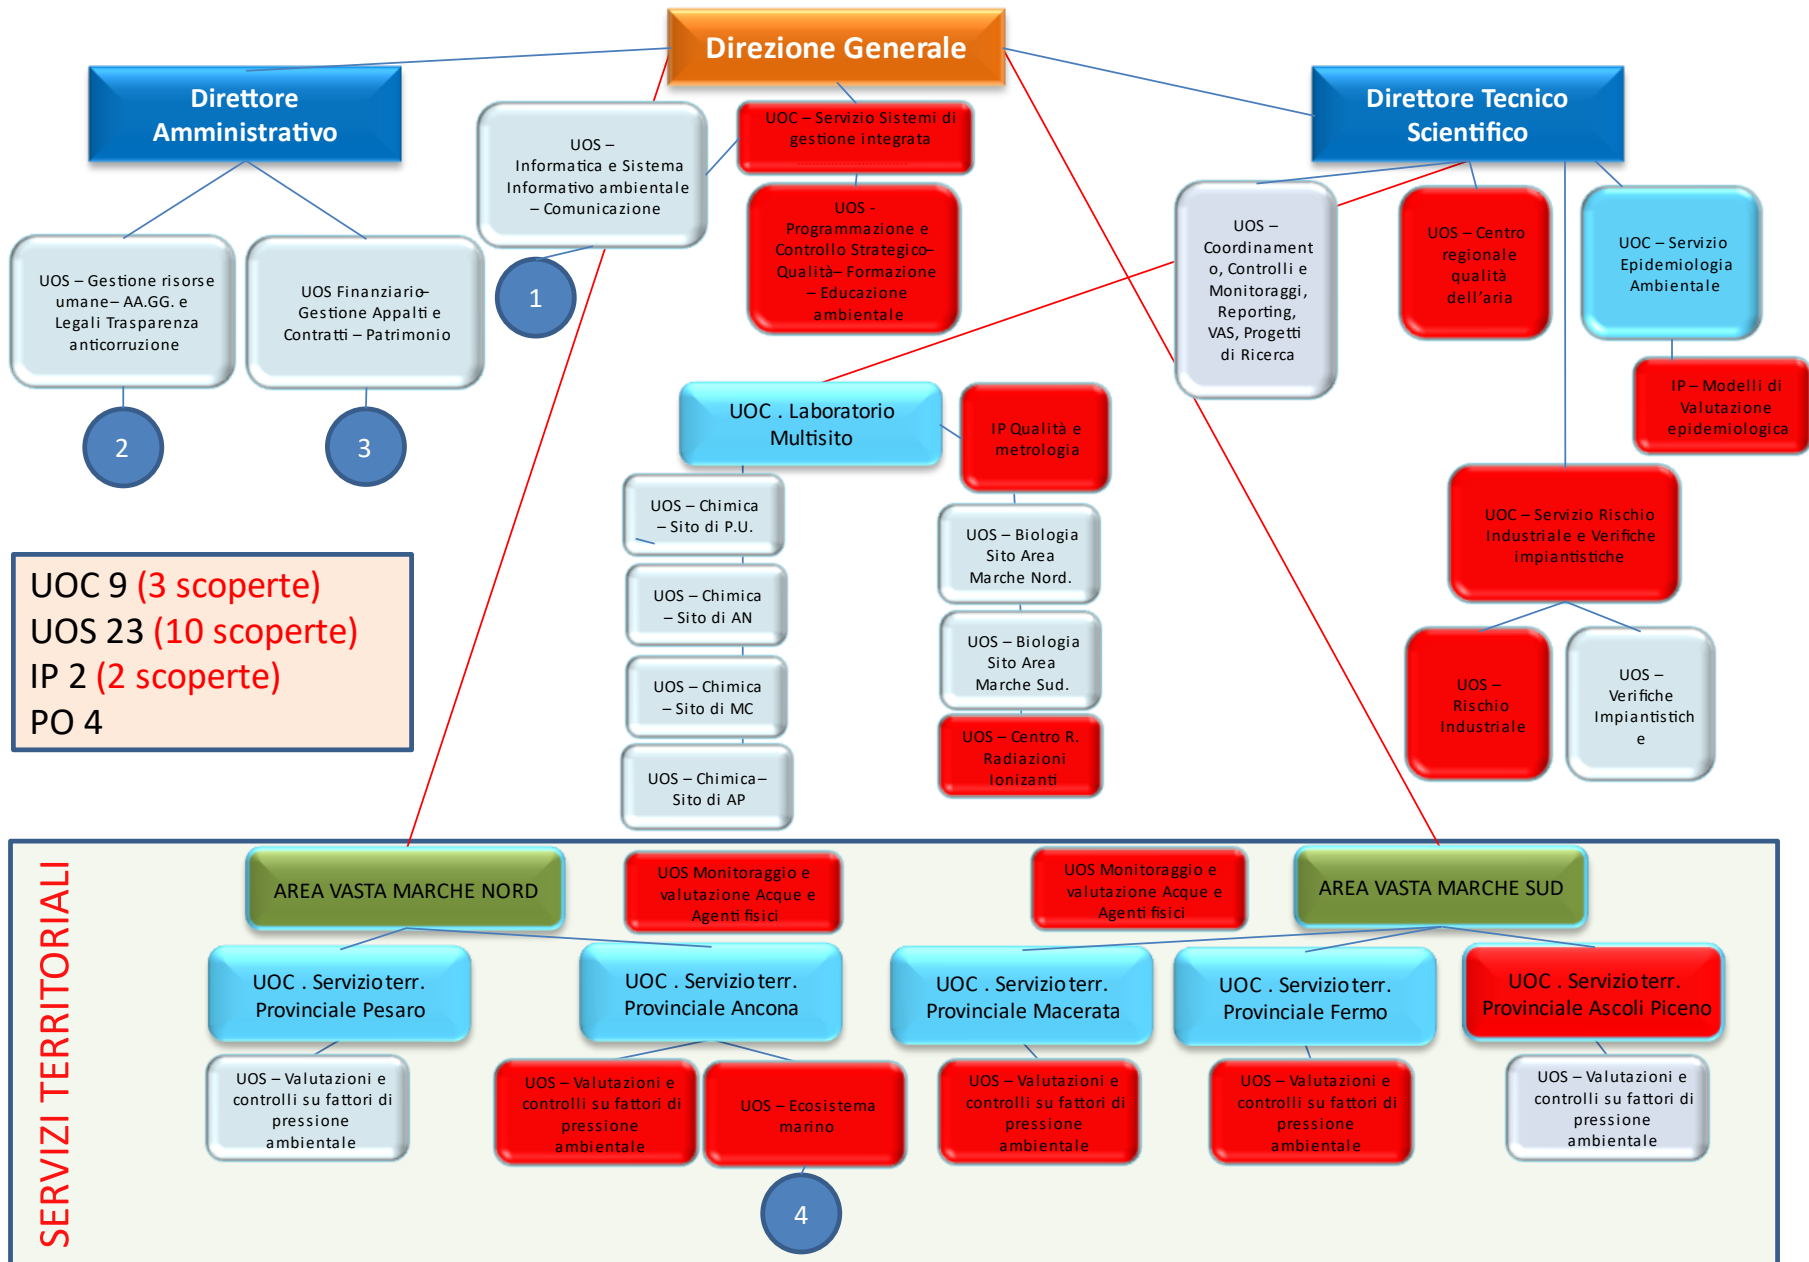 Direzione Generale
Direttore
Amministrativo
Direttore Tecnico
Scientifico
UOS –
Informatica e Sistema
Informativo ambientale
– Comunicazione
UOC – Servizio Sistemi di
gestione integrata
UOS -
Programmazione e
Controllo Strategico–
Qualità– Formazione
– Educazione
ambientale
UOS –
Coordinament
o, Controlli e
Monitoraggi,
Reporting,
VAS, Progetti
di Ricerca
UOS – Centro
regionale
qualità
dell’aria
UOC – Servizio
Epidemiologia
Ambientale
UOS – Gestione risorse
umane– AA.GG. e
Legali Trasparenza
anticorruzione
UOS Finanziario–
Gestione Appalti e
Contratti – Patrimonio
1
2
3
IP – Modelli di
Valutazione
epidemiologica
UOC . Laboratorio
Multisito
IP Qualità e
metrologia
UOS – Chimica
– Sito di P.U.
UOS – Chimica
– Sito di AN
UOS – Chimica
– Sito di MC
UOS – Chimica–
Sito di AP
UOS – Biologia
Sito Area
Marche Nord.
UOS – Biologia
Sito Area
Marche Sud.
UOS – Centro R.
Radiazioni
Ionizanti
UOC – Servizio Rischio
Industriale e Verifiche
impiantistiche
UOS –
Rischio
Industriale
UOS –
Verifiche
Impiantistich
e
UOC 9 (3 scoperte)
UOS 23 (10 scoperte)
IP 2 (2 scoperte)
PO 4
SERVIZI TERRITORIALI
AREA VASTA MARCHE NORD
UOS Monitoraggio e
valutazione Acque e
Agenti fisici
UOS Monitoraggio e
valutazione Acque e
Agenti fisici
AREA VASTA MARCHE SUD
UOC . Servizio terr.
Provinciale Pesaro
UOC . Servizio terr.
Provinciale Ancona
UOC . Servizio terr.
Provinciale Macerata
UOC . Servizio terr.
Provinciale Fermo
UOC . Servizio terr.
Provinciale Ascoli Piceno
UOS – Valutazioni e
controlli su fattori di
pressione
ambientale
UOS – Valutazioni e
controlli su fattori di
pressione
ambientale
UOS – Ecosistema
marino
UOS – Valutazioni e
controlli su fattori di
pressione
ambientale
UOS – Valutazioni e
controlli su fattori di
pressione
ambientale
UOS – Valutazioni e
controlli su fattori di
pressione
ambientale
4